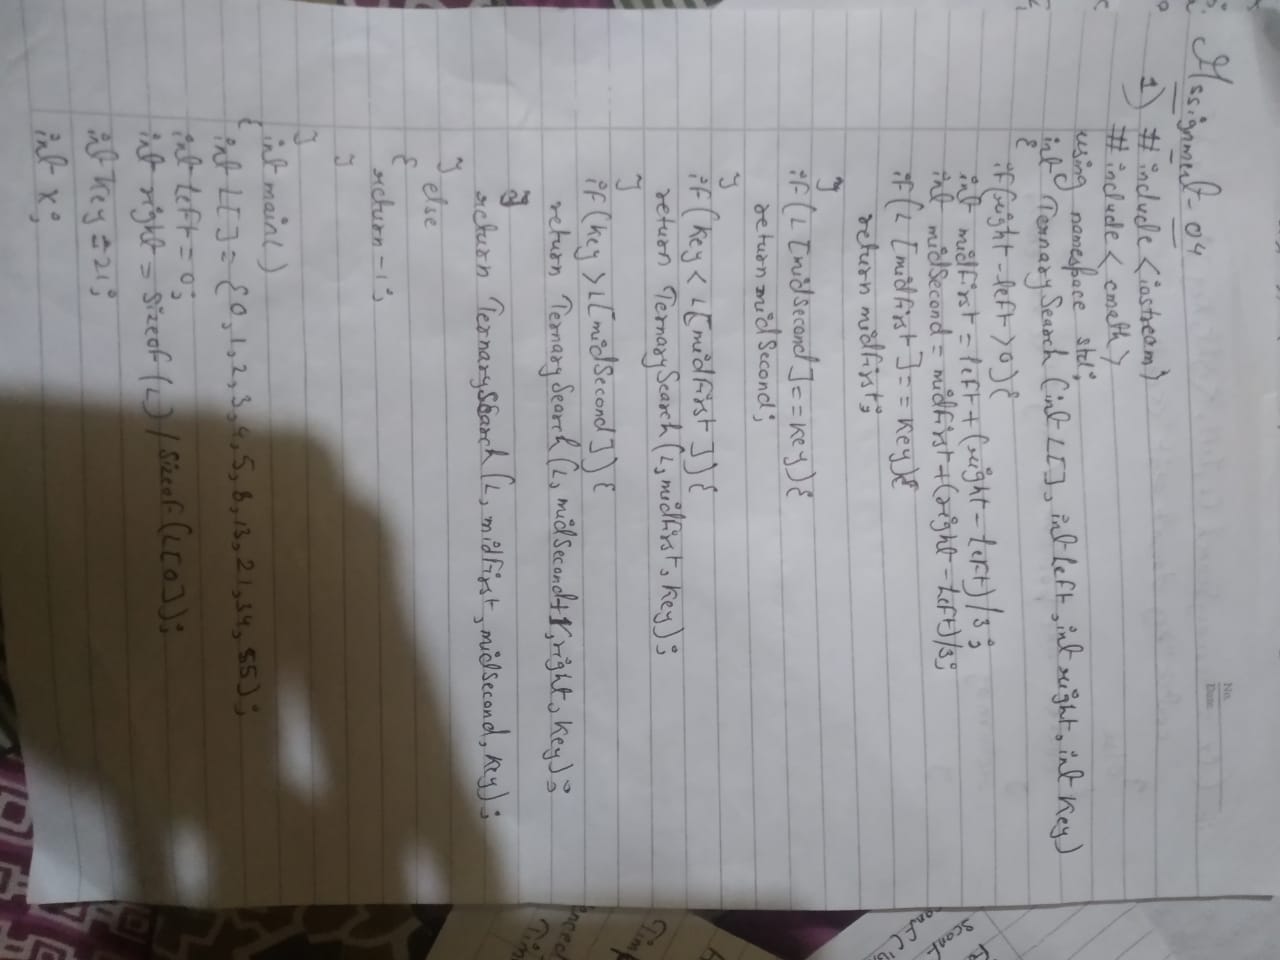 Assignment - 04
No.
Date
1) #include <iostream>
#include <cmath>
using namespace std;
int TernarySearch (int L[], int left, int right, int key)
{
if(right-left>0){
int midfirst = left + (right - left)/3;
int midSecond = midfirst + (right - left)/3;
if(L[midfirst] == key){
return midfirst;
}
if(L[midSecond]==key){
return midSecond;
}
if(key<L[midfirst]){
return TernarySearch(L, midfirst, key);
}
if(key>L[midSecond]){
return TernarySearch(L, midSecond+1, right, key);
}
return TernarySearch(L, midfirst, midSecond, key);
}
else
{
return -1;
}
}
int main()
{
int L[] = {0,1,2,3,4,5,8,13,21,34,55};
int left = 0;
int right = sizeof(L)/sizeof(L[0]);
int key = 21;
int x;